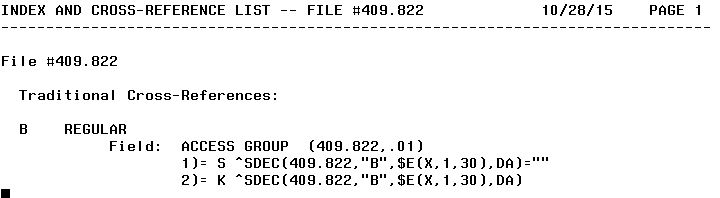 INDEX AND CROSS-REFERENCE LIST -- FILE #409.822 10/28/15 PAGE 1
-------------------------------------------------------------------------------
File #409.822
Traditional Cross-References:
B REGULAR
Field: ACCESS GROUP (409.822,.01)
1)= S ^SDEC(409.822,"B",$E(X,1,30),DA)=""
2)= K ^SDEC(409.822,"B",$E(X,1,30),DA)